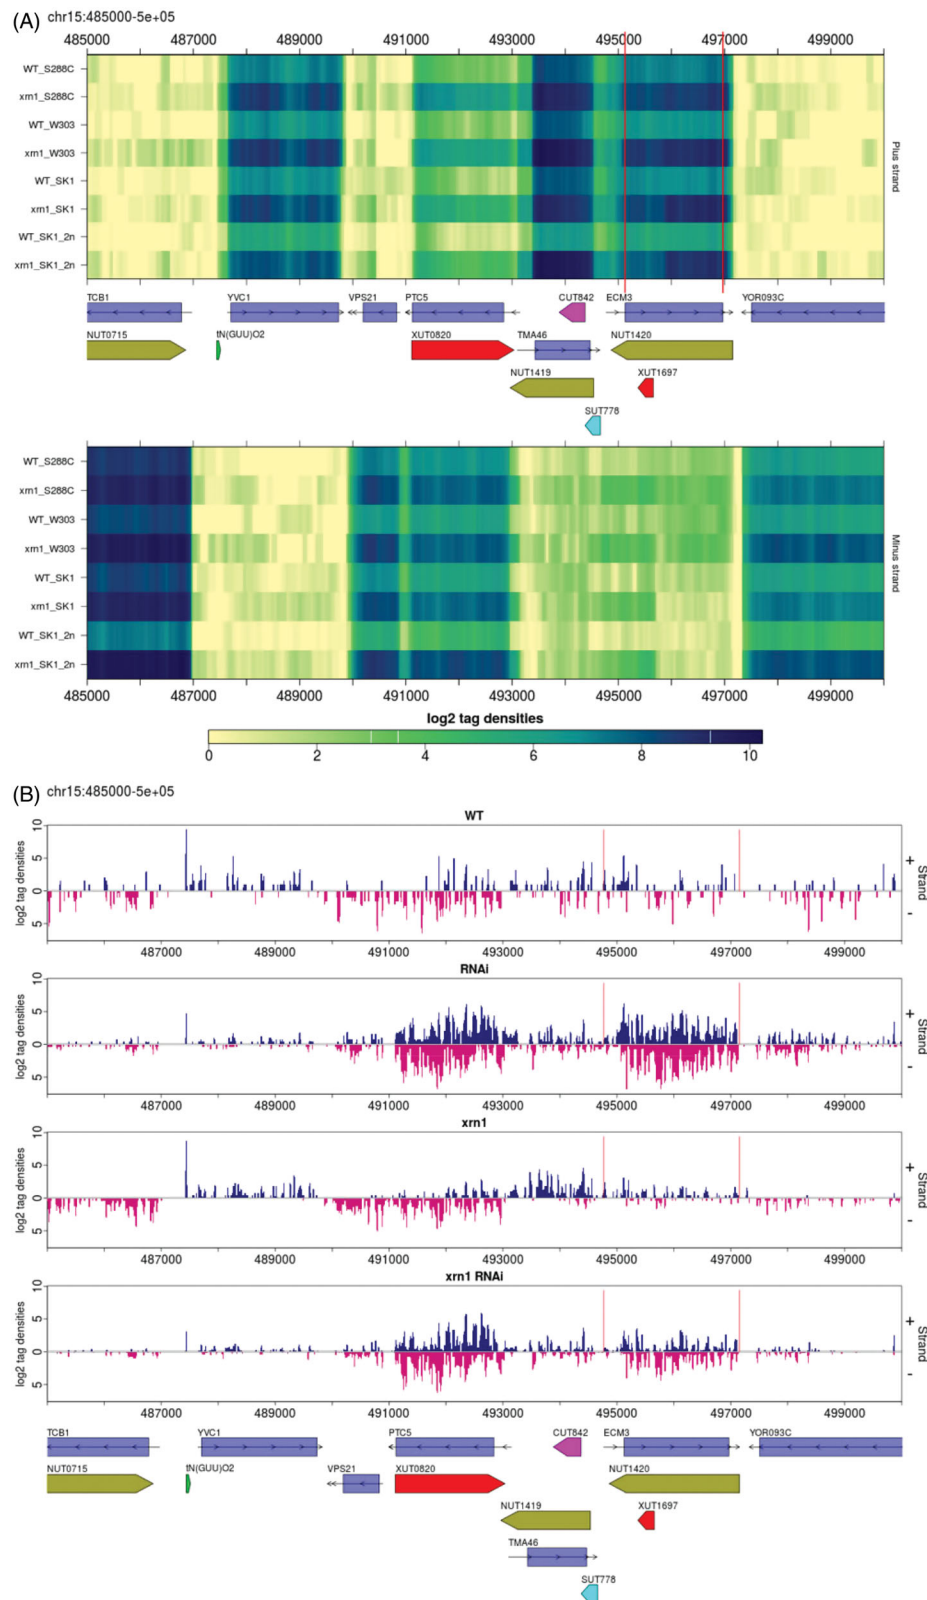 (A) chr15:485000-5e+05
485000 487000 489000 491000 493000 495000 497000 499000
WT_S288C
xrn1_S288C
WT_W303
xrn1_W303
WT_SK1
xrn1_SK1
WT_SK1_2n
xrn1_SK1_2n
Plus strand
TCB1 YVC1 VPS21 PTC5 CUT842 ECM3 YOR093C
NUT0715 tN(GUU)O2 XUT0820 TMA46 NUT1420
NUT1419 XUT1697
SUT778
WT_S288C
xrn1_S288C
WT_W303
xrn1_W303
WT_SK1
xrn1_SK1
WT_SK1_2n
xrn1_SK1_2n
Minus strand
485000 487000 489000 491000 493000 495000 497000 499000
log2 tag densities
0 2 4 6 8 10
(B) chr15:485000-5e+05
WT
log2 tag densities
10
5
0
5
+ Strand -
487000 489000 491000 493000 495000 497000 499000
RNAi
log2 tag densities
10
5
0
5
+ Strand -
487000 489000 491000 493000 495000 497000 499000
xrn1
log2 tag densities
10
5
0
5
+ Strand -
487000 489000 491000 493000 495000 497000 499000
xrn1 RNAi
log2 tag densities
10
5
0
5
+ Strand -
487000 489000 491000 493000 495000 497000 499000
TCB1 YVC1 PTC5 CUT842 ECM3 YOR093C
NUT0715 tN(GUU)O2 VPS21 XUT0820 NUT1420
NUT1419 XUT1697
TMA46
SUT778